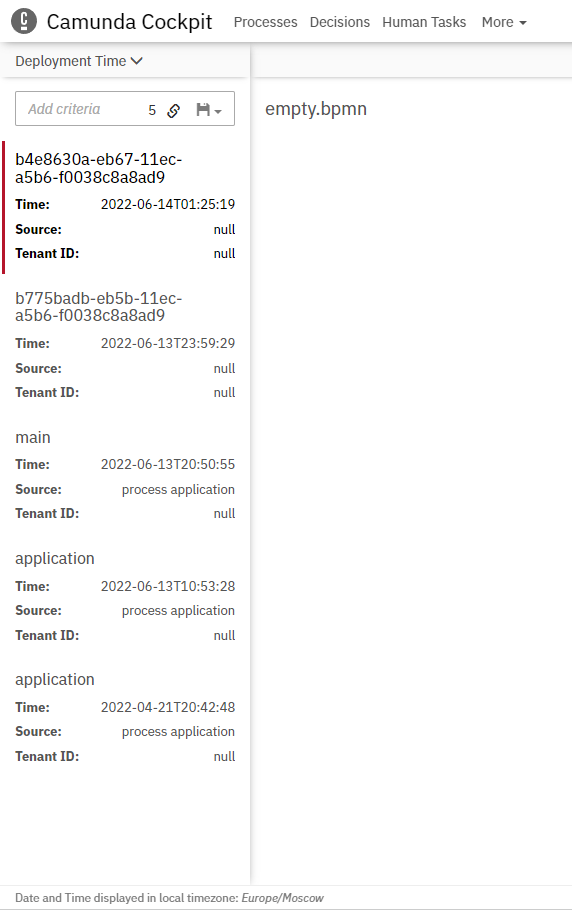 Camunda Cockpit Processes Decisions Human Tasks More
Deployment Time
Add criteria 5
empty.bpmn
b4e8630a-eb67-11ec-
a5b6-f0038c8a8ad9
Time: 2022-06-14T01:25:19
Source: null
Tenant ID: null
b775badb-eb5b-11ec-
a5b6-f0038c8a8ad9
Time: 2022-06-13T23:59:29
Source: null
Tenant ID: null
main
Time: 2022-06-13T20:50:55
Source: process application
Tenant ID: null
application
Time: 2022-06-13T10:53:28
Source: process application
Tenant ID: null
application
Time: 2022-04-21T20:42:48
Source: process application
Tenant ID: null
Date and Time displayed in local timezone: Europe/Moscow